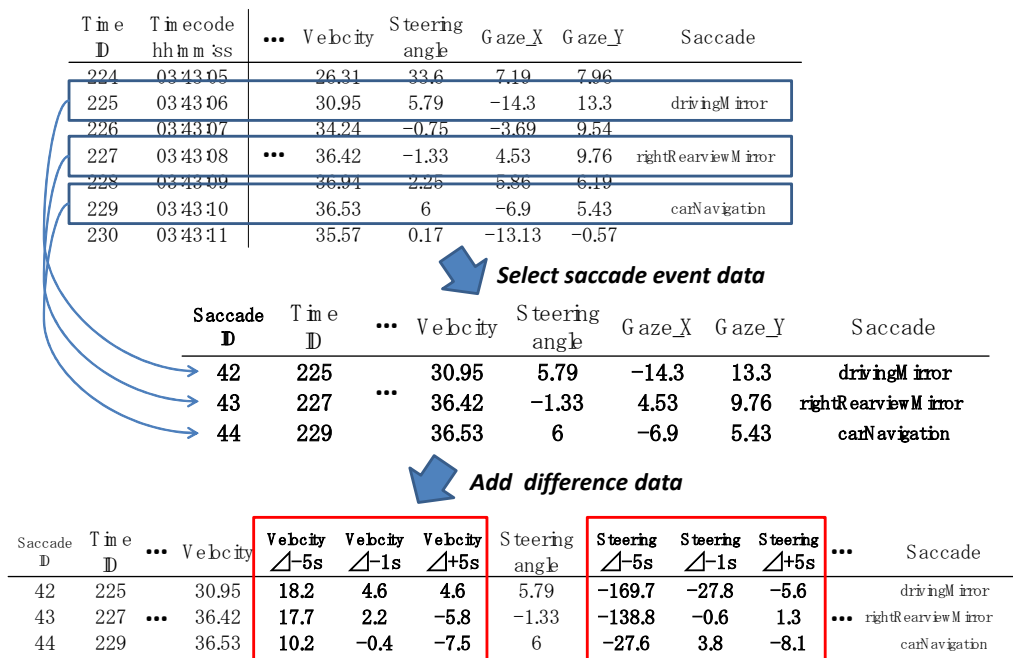 Time ID Timecode hh:mm:ss ••• Velocity Steering angle Gaze_X Gaze_Y Saccade
224 03:43:05 26.31 33.6 7.19 7.96
225 03:43:06 30.95 5.79 −14.3 13.3 drivingMirror
226 03:43:07 34.24 −0.75 −3.69 9.54
227 03:43:08 ••• 36.42 −1.33 4.53 9.76 rightRearviewMirror
228 03:43:09 36.94 2.25 5.86 6.19
229 03:43:10 36.53 6 −6.9 5.43 carNavigation
230 03:43:11 35.57 0.17 −13.13 −0.57
Select saccade event data
Saccade ID Time ID ••• Velocity Steering angle Gaze_X Gaze_Y Saccade
42 225 30.95 5.79 −14.3 13.3 drivingMirror
43 227 ••• 36.42 −1.33 4.53 9.76 rightRearviewMirror
44 229 36.53 6 −6.9 5.43 carNavigation
Add difference data
Saccade ID Time ID ••• Velocity Velocity ⊿−5s Velocity ⊿−1s Velocity ⊿+5s Steering angle Steering ⊿−5s Steering ⊿−1s Steering ⊿+5s ••• Saccade
42 225 30.95 18.2 4.6 4.6 5.79 −169.7 −27.8 −5.6 drivingMirror
43 227 ••• 36.42 17.7 2.2 −5.8 −1.33 −138.8 −0.6 1.3 ••• rightRearviewMirror
44 229 36.53 10.2 −0.4 −7.5 6 −27.6 3.8 −8.1 carNavigation